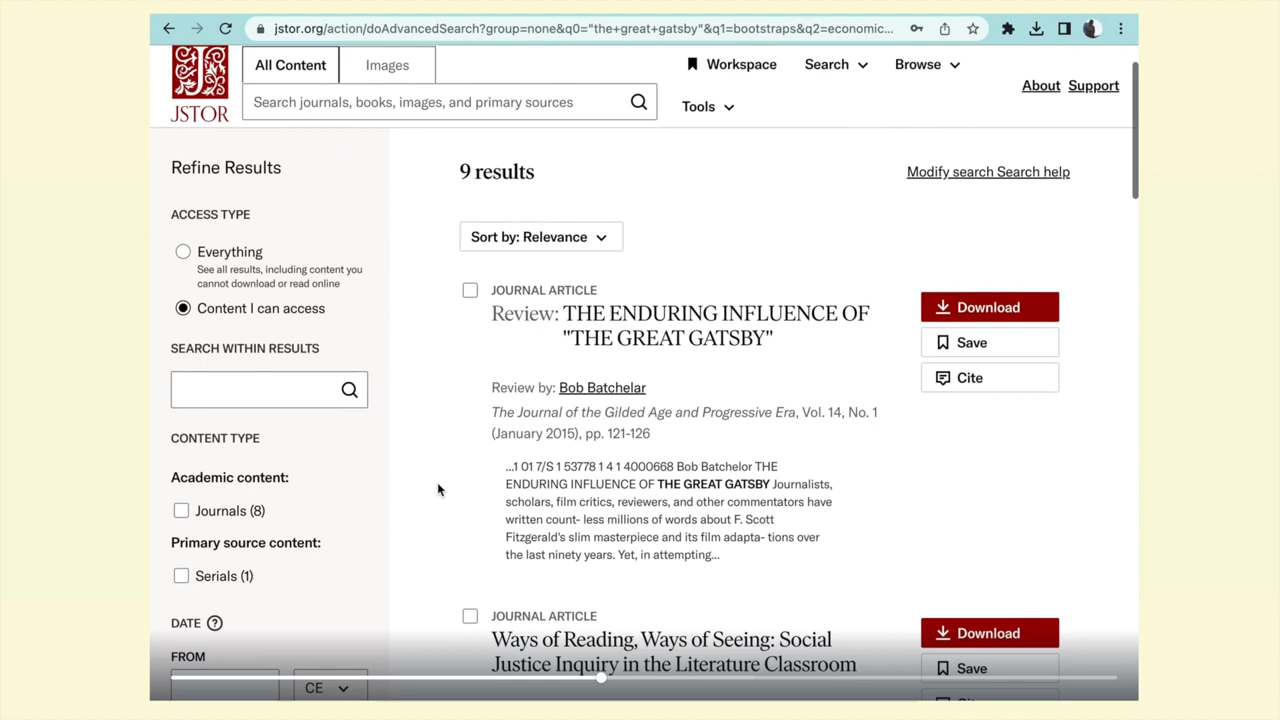 jstor.org/action/doAdvancedSearch?group=none&q0="the+great+gatsby"&q1=bootstraps&q2=economic...
All Content
Images
Workspace
Search
Browse
About
Support
JSTOR
Search journals, books, images, and primary sources
Tools
Refine Results
ACCESS TYPE
Everything
See all results, including content you
cannot download or read online
Content I can access
SEARCH WITHIN RESULTS
CONTENT TYPE
Academic content:
Journals (8)
Primary source content:
Serials (1)
DATE ?
FROM
CE
9 results
Modify search Search help
Sort by: Relevance
JOURNAL ARTICLE
Review: THE ENDURING INFLUENCE OF
"THE GREAT GATSBY"
Review by: Bob Batchelar
The Journal of the Gilded Age and Progressive Era, Vol. 14, No. 1
(January 2015), pp. 121-126
...1 01 7/S 1 53778 1 4 1 4000668 Bob Batchelor THE
ENDURING INFLUENCE OF THE GREAT GATSBY Journalists,
scholars, film critics, reviewers, and other commentators have
written count- less millions of words about F. Scott
Fitzgerald's slim masterpiece and its film adapta- tions over
the last ninety years. Yet, in attempting...
Download
Save
Cite
JOURNAL ARTICLE
Ways of Reading, Ways of Seeing: Social
Justice Inquiry in the Literature Classroom
Download
Save